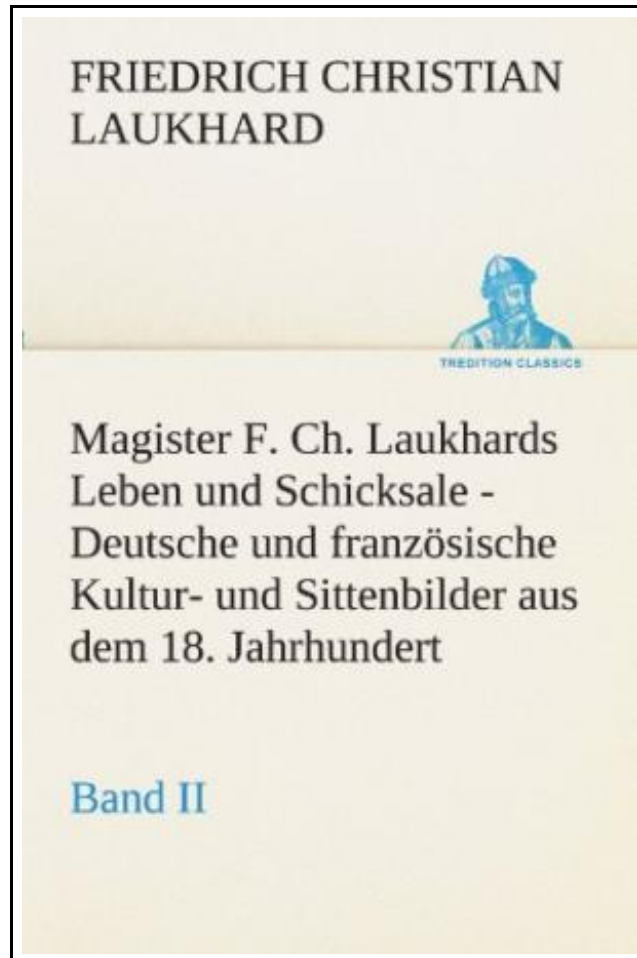 FRIEDRICH CHRISTIAN
LAUKHARD
TREDITION CLASSICS
Magister F. Ch. Laukhards
Leben und Schicksale -
Deutsche und französische
Kultur- und Sittenbilder aus
dem 18. Jahrhundert
Band II